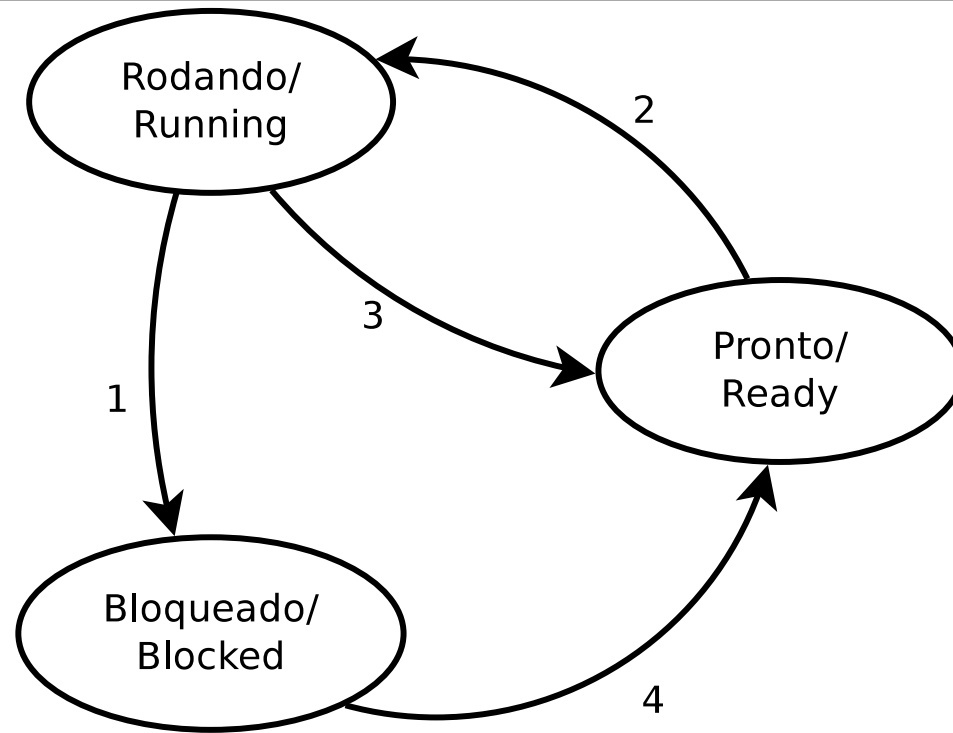 Rodando/
Running
2
3
Pronto/
Ready
1
Bloqueado/
Blocked
4